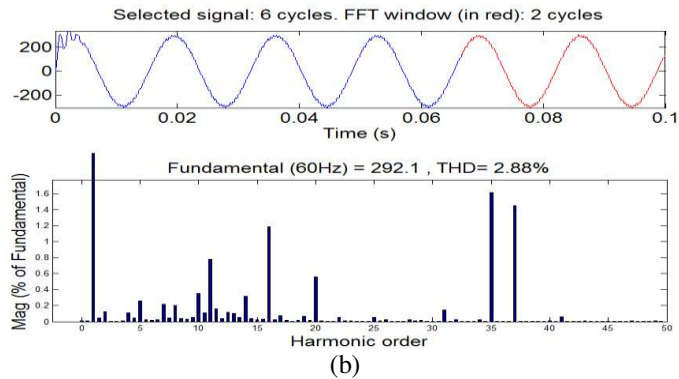 Selected signal: 6 cycles. FFT window (in red): 2 cycles
200
0
-200
0 0.02 0.04 0.06 0.08 0.1
Time (s)
Fundamental (60Hz) = 292.1 , THD= 2.88%
Mag (% of Fundamental)
1.6
1.4
1.2
1
0.8
0.6
0.4
0.2
0
0 5 10 15 20 25 30 35 40 45 50
Harmonic order
(b)